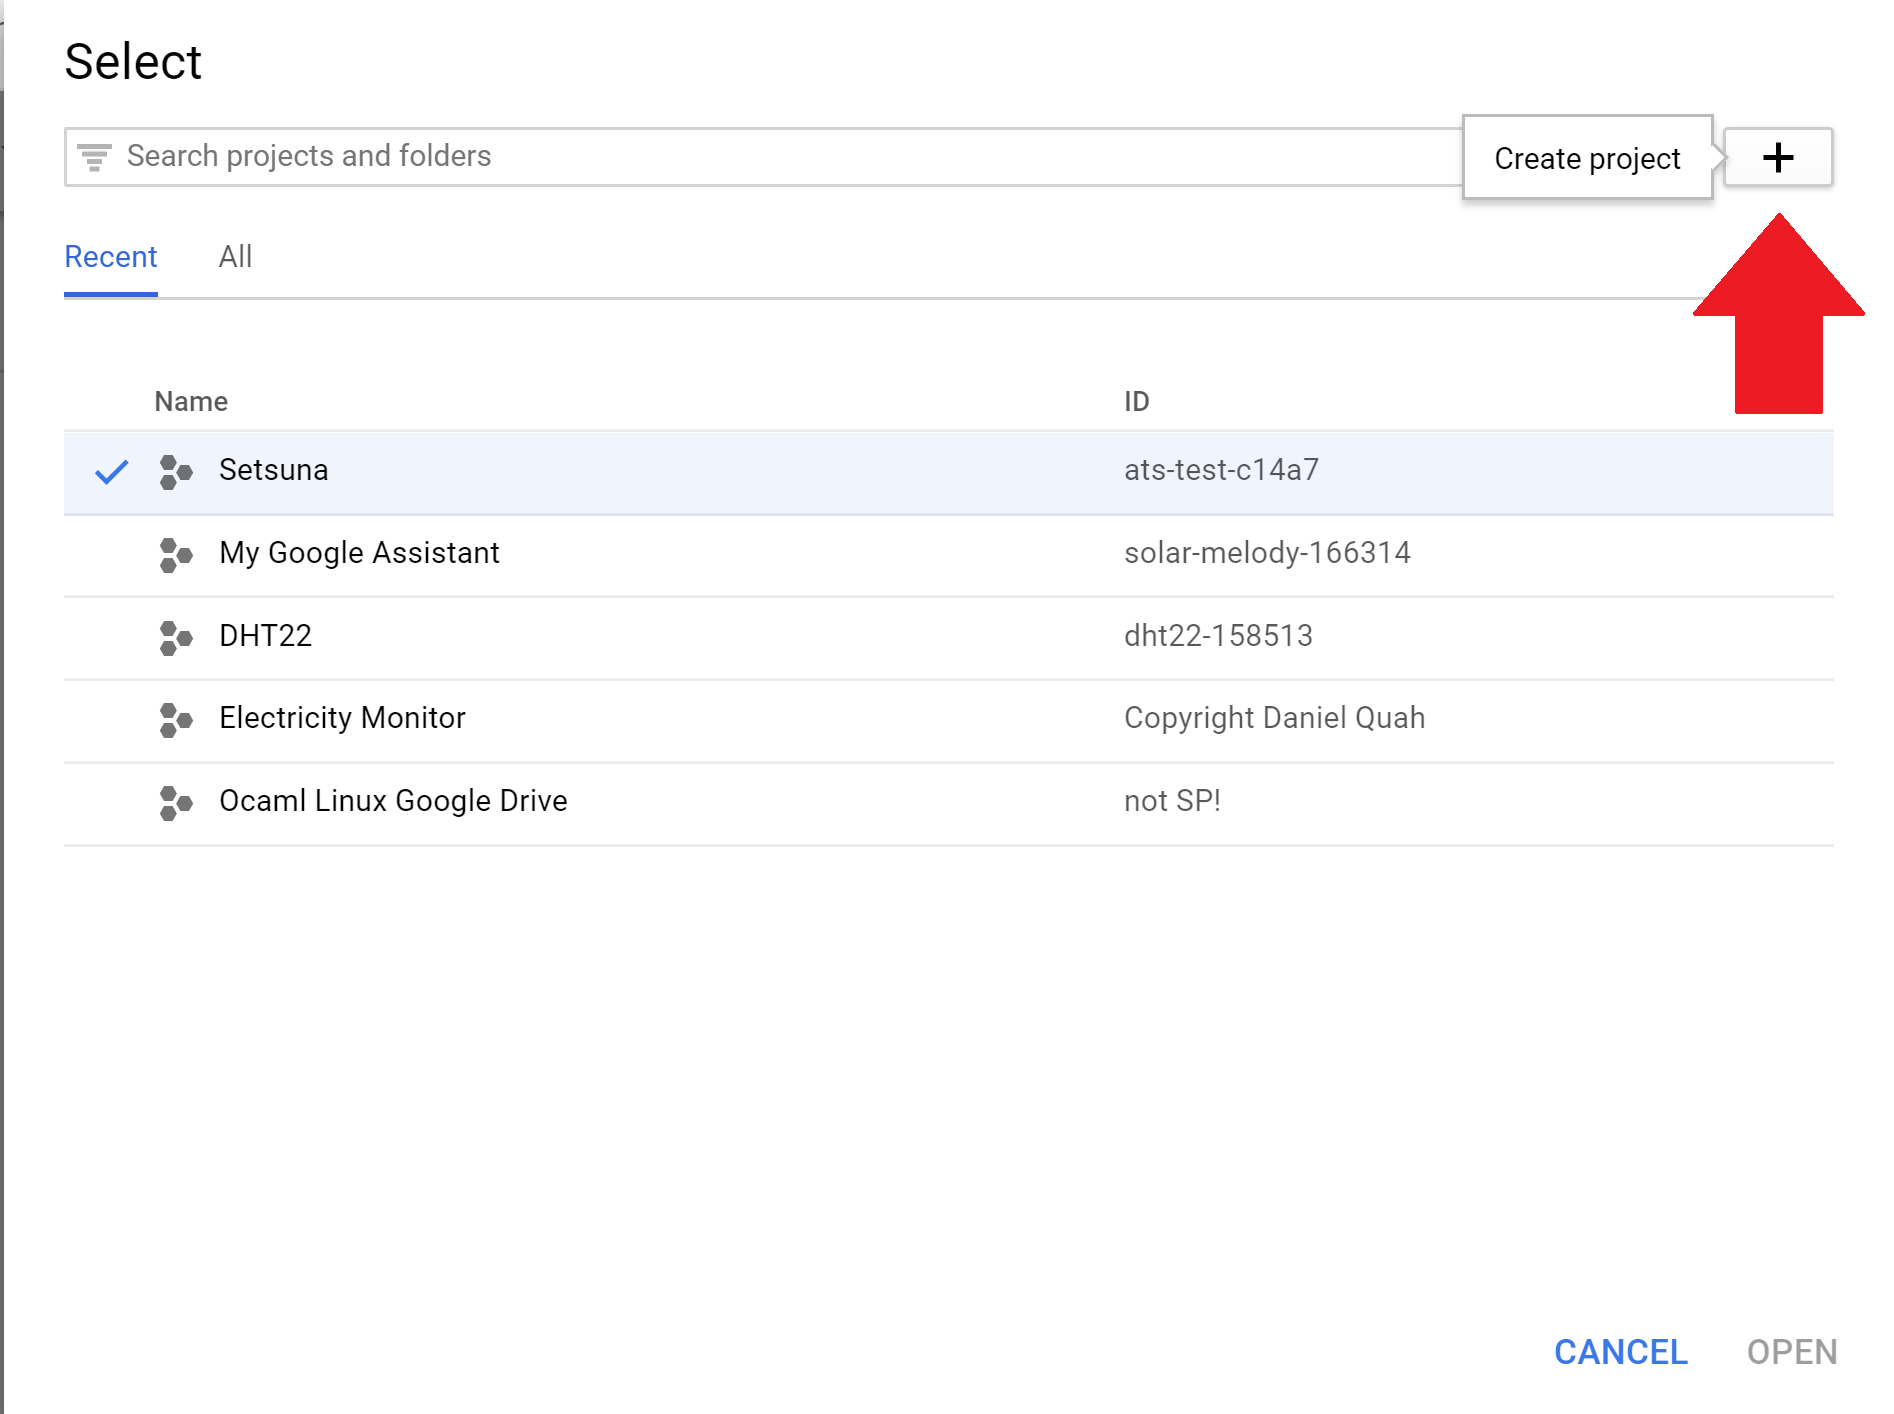 Select
Search projects and folders
Create project
+
Recent All
Name ID
Setsuna ats-test-c14a7
My Google Assistant solar-melody-166314
DHT22 dht22-158513
Electricity Monitor Copyright Daniel Quah
Ocaml Linux Google Drive not SP!
CANCEL OPEN